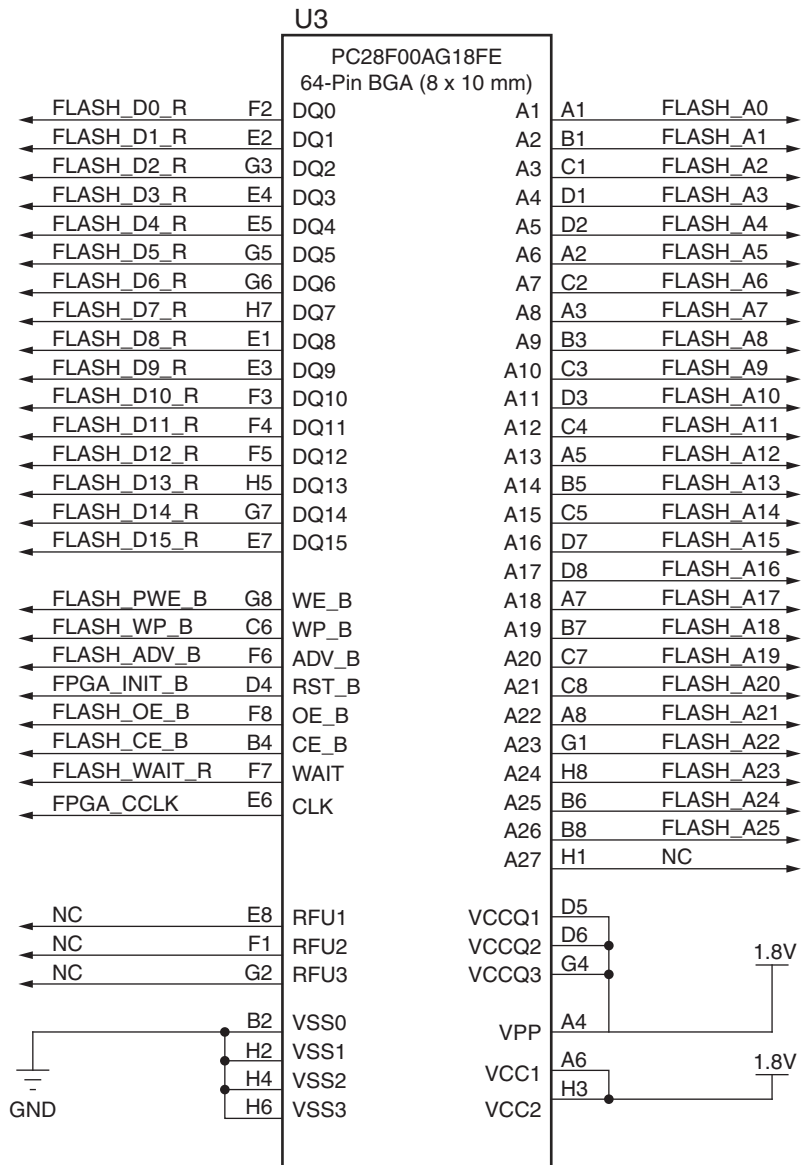 U3
PC28F00AG18FE
64-Pin BGA (8 x 10 mm)
FLASH_D0_R F2 DQ0 A1 A1 FLASH_A0
FLASH_D1_R E2 DQ1 A2 B1 FLASH_A1
FLASH_D2_R G3 DQ2 A3 C1 FLASH_A2
FLASH_D3_R E4 DQ3 A4 D1 FLASH_A3
FLASH_D4_R E5 DQ4 A5 D2 FLASH_A4
FLASH_D5_R G5 DQ5 A6 A2 FLASH_A5
FLASH_D6_R G6 DQ6 A7 C2 FLASH_A6
FLASH_D7_R H7 DQ7 A8 A3 FLASH_A7
FLASH_D8_R E1 DQ8 A9 B3 FLASH_A8
FLASH_D9_R E3 DQ9 A10 C3 FLASH_A9
FLASH_D10_R F3 DQ10 A11 D3 FLASH_A10
FLASH_D11_R F4 DQ11 A12 C4 FLASH_A11
FLASH_D12_R F5 DQ12 A13 A5 FLASH_A12
FLASH_D13_R H5 DQ13 A14 B5 FLASH_A13
FLASH_D14_R G7 DQ14 A15 C5 FLASH_A14
FLASH_D15_R E7 DQ15 A16 D7 FLASH_A15
A17 D8 FLASH_A16
FLASH_PWE_B G8 WE_B A18 A7 FLASH_A17
FLASH_WP_B C6 WP_B A19 B7 FLASH_A18
FLASH_ADV_B F6 ADV_B A20 C7 FLASH_A19
FPGA_INIT_B D4 RST_B A21 C8 FLASH_A20
FLASH_OE_B F8 OE_B A22 A8 FLASH_A21
FLASH_CE_B B4 CE_B A23 G1 FLASH_A22
FLASH_WAIT_R F7 WAIT A24 H8 FLASH_A23
FPGA_CCLK E6 CLK A25 B6 FLASH_A24
A26 B8 FLASH_A25
A27 H1 NC
NC E8 RFU1 VCCQ1 D5
NC F1 RFU2 VCCQ2 D6
NC G2 RFU3 VCCQ3 G4 1.8V
B2 VSS0 VPP A4
H2 VSS1 VCC1 A6 1.8V
H4 VSS2 VCC2 H3
GND H6 VSS3